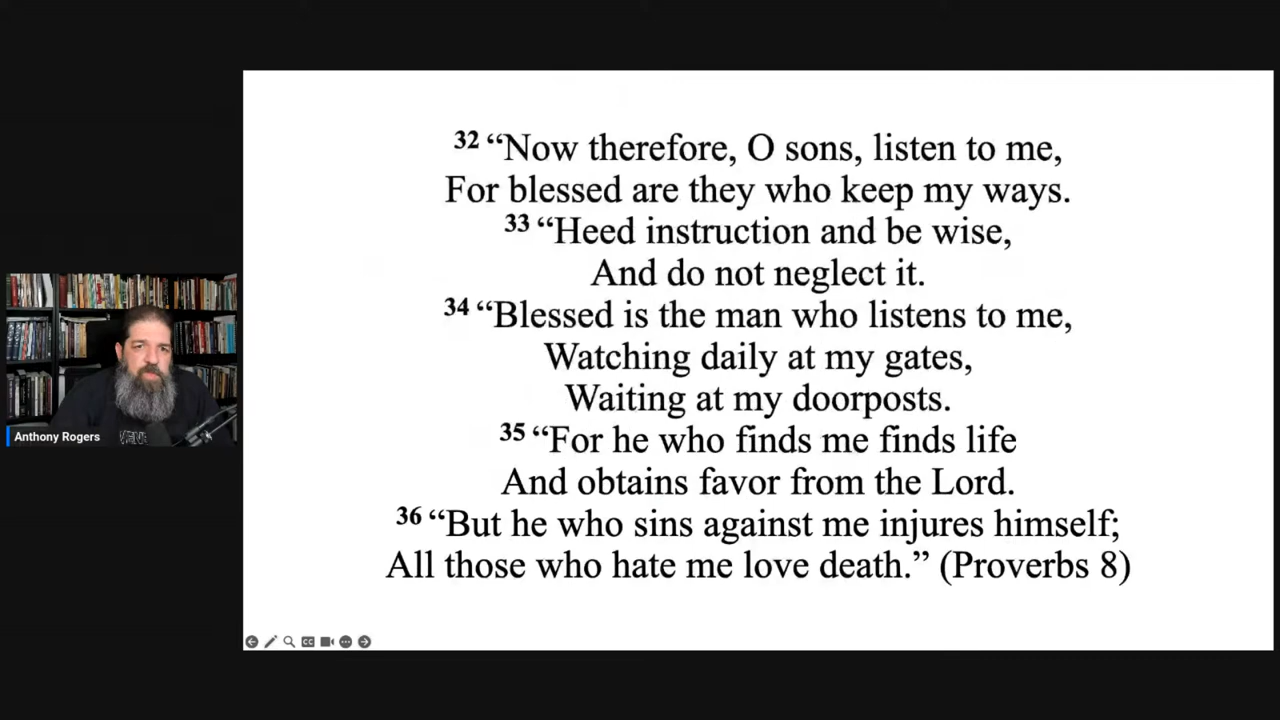 32 “Now therefore, O sons, listen to me,
For blessed are they who keep my ways.
33 “Heed instruction and be wise,
And do not neglect it.
34 “Blessed is the man who listens to me,
Watching daily at my gates,
Waiting at my doorposts.
35 “For he who finds me finds life
And obtains favor from the Lord.
36 “But he who sins against me injures himself;
All those who hate me love death.” (Proverbs 8)
Anthony Rogers
CC